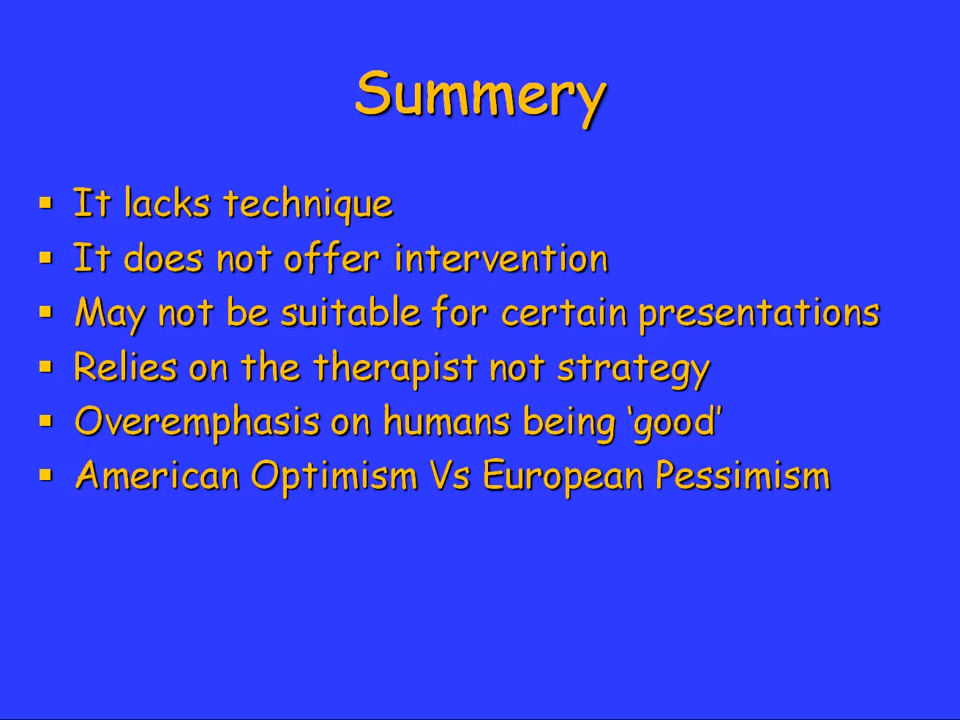 Summery
▪ It lacks technique
▪ It does not offer intervention
▪ May not be suitable for certain presentations
▪ Relies on the therapist not strategy
▪ Overemphasis on humans being ‘good’
▪ American Optimism Vs European Pessimism